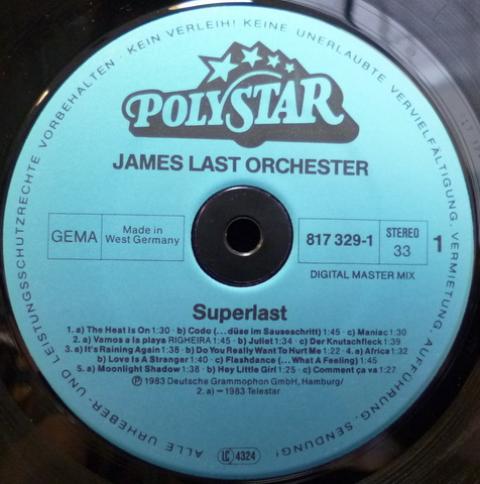 ALLE URHEBER- UND LEISTUNGSSCHUTZRECHTE VORBEHALTEN · KEIN VERLEIH! KEINE UNERLAUBTE VERVIELFÄLTIGUNG, VERMIETUNG, AUFFÜHRUNG, SENDUNG!
POLYSTAR
JAMES LAST ORCHESTER
GEMA
Made in
West Germany
817 329-1
STEREO
33
1
DIGITAL MASTER MIX
Superlast
1. a) The Heat Is On 1:30 · b) Code (...düse im Sauseschritt) 1:45 · c) Maniac 1:30
2. a) Vamos a la playa RIGHEIRA 1:45 · b) Juliet 1:34 · c) Der Knutschfleck 1:39
3. a) It's Raining Again 1:38 · b) Do You Really Want To Hurt Me 1:22 · 4. a) Africa 1:32
b) Love Is A Stranger 1:40 · c) Flashdance (...What A Feeling) 1:45
5. a) Moonlight Shadow 1:38 · b) Hey Little Girl 1:25 · c) Comment ça va 1:27
Ⓟ 1983 Deutsche Grammophon GmbH, Hamburg/
2. a) = 1983 Telestar
LC 4324